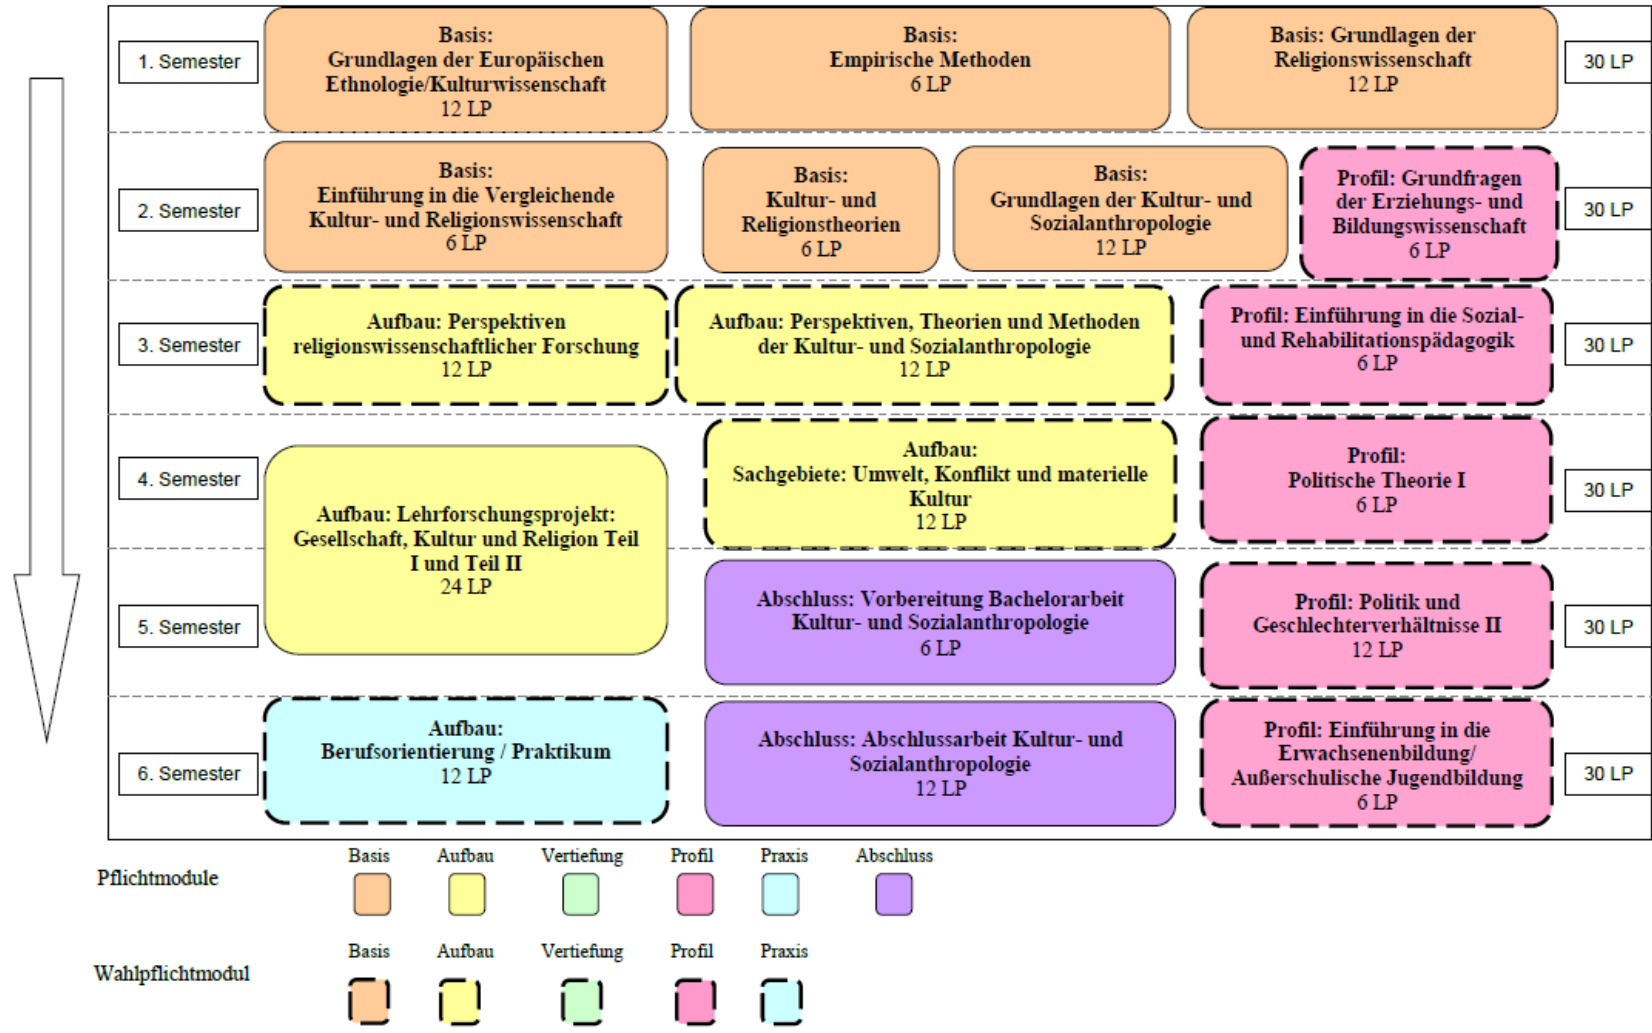 1. Semester
Basis:
Grundlagen der Europäischen
Ethnologie/Kulturwissenschaft
12 LP
Basis:
Empirische Methoden
6 LP
Basis: Grundlagen der
Religionswissenschaft
12 LP
30 LP
2. Semester
Basis:
Einführung in die Vergleichende
Kultur- und Religionswissenschaft
6 LP
Basis:
Kultur- und
Religionstheorien
6 LP
Basis:
Grundlagen der Kultur- und
Sozialanthropologie
12 LP
Profil: Grundfragen
der Erziehungs- und
Bildungswissenschaft
6 LP
30 LP
3. Semester
Aufbau: Perspektiven
religionswissenschaftlicher Forschung
12 LP
Aufbau: Perspektiven, Theorien und Methoden
der Kultur- und Sozialanthropologie
12 LP
Profil: Einführung in die Sozial-
und Rehabilitationspädagogik
6 LP
30 LP
4. Semester
Aufbau: Lehrforschungsprojekt:
Gesellschaft, Kultur und Religion Teil
I und Teil II
24 LP
Aufbau:
Sachgebiete: Umwelt, Konflikt und materielle
Kultur
12 LP
Profil:
Politische Theorie I
6 LP
30 LP
5. Semester
Abschluss: Vorbereitung Bachelorarbeit
Kultur- und Sozialanthropologie
6 LP
Profil: Politik und
Geschlechterverhältnisse II
12 LP
30 LP
6. Semester
Aufbau:
Berufsorientierung / Praktikum
12 LP
Abschluss: Abschlussarbeit Kultur- und
Sozialanthropologie
12 LP
Profil: Einführung in die
Erwachsenenbildung/
Außerschulische Jugendbildung
6 LP
30 LP
Pflichtmodule
Basis Aufbau Vertiefung Profil Praxis Abschluss
Wahlpflichtmodul
Basis Aufbau Vertiefung Profil Praxis